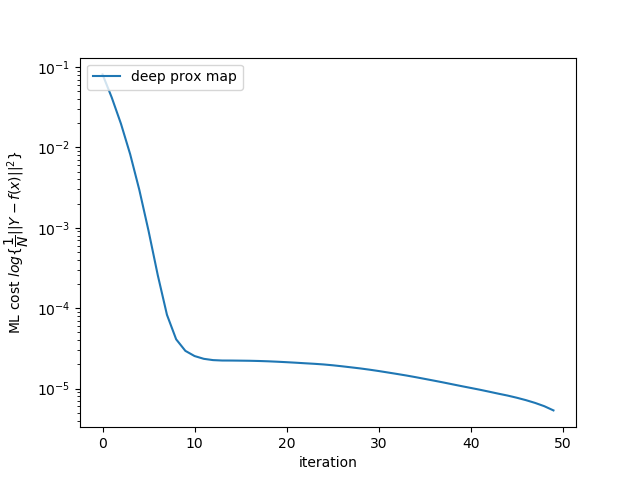 deep prox map
ML cost log{1/N||Y − f(x)||²}
10⁻¹
10⁻²
10⁻³
10⁻⁴
10⁻⁵
0 10 20 30 40 50
iteration